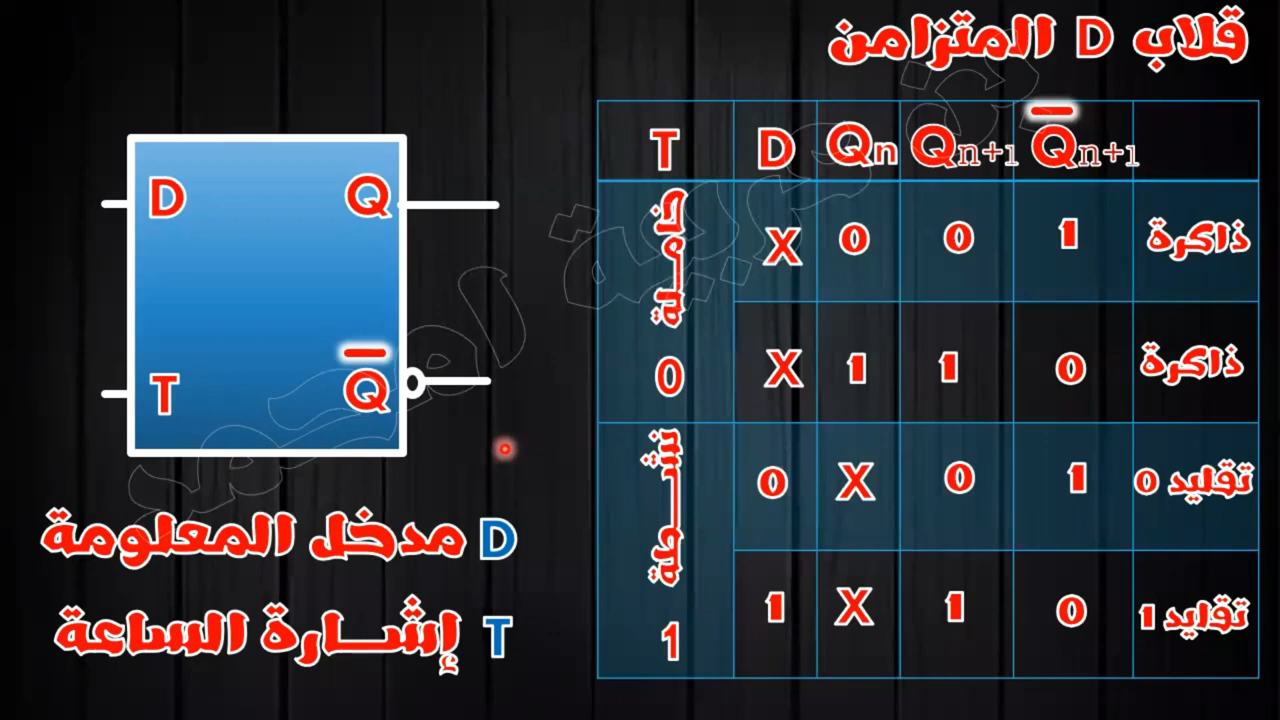 قلاب D المتزامن
T D Qn Qn+1 Q̅n+1
خاملة 0
X 0 0 1 ذاكرة
X 1 1 0 ذاكرة
نشطة 1
0 X 0 1 تقليد 0
1 X 1 0 تقليد 1
D Q
T Q̅
D مدخل المعلومة
T إشارة الساعة